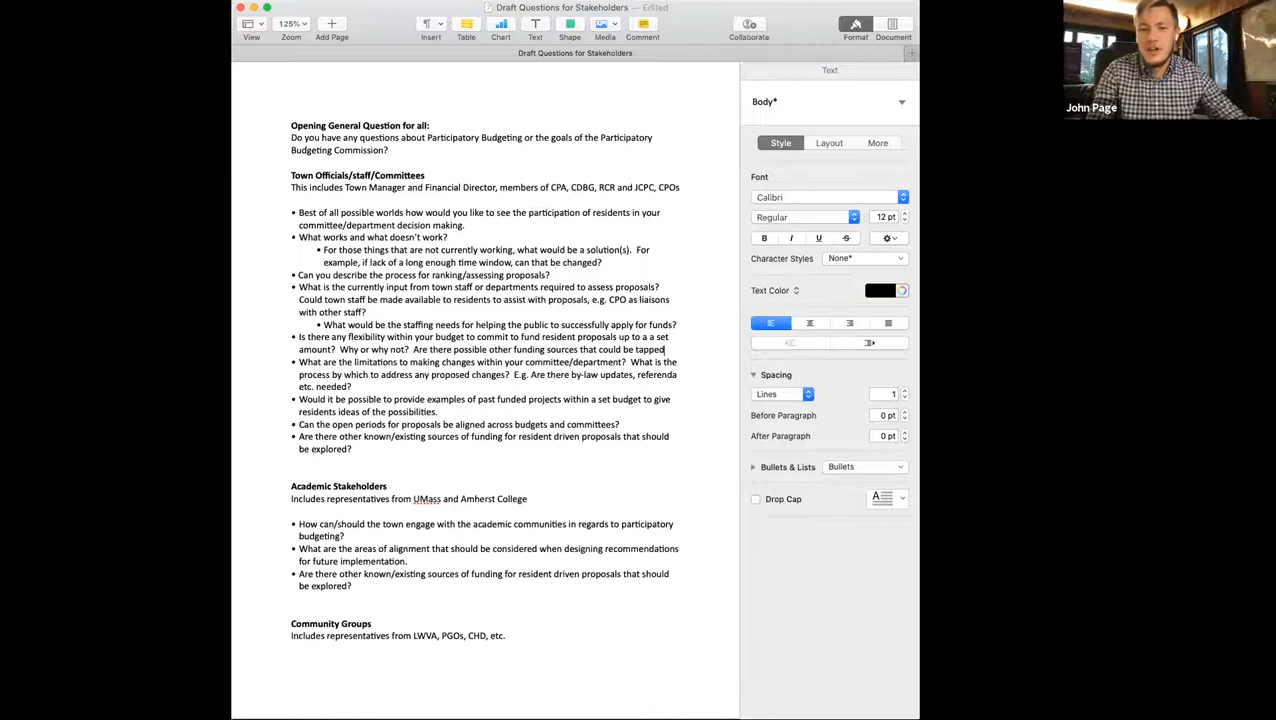 Draft Questions for Stakeholders — Edited
View
125%
Zoom
Add Page
Insert
Table
Chart
Text
Shape
Media
Comment
Collaborate
Format
Document
Draft Questions for Stakeholders
Opening General Question for all:
Do you have any questions about Participatory Budgeting or the goals of the Participatory
Budgeting Commission?
Town Officials/staff/Committees
This includes Town Manager and Financial Director, members of CPA, CDBG, RCR and JCPC, CPOs
• Best of all possible worlds how would you like to see the participation of residents in your
committee/department decision making.
• What works and what doesn't work?
• For those things that are not currently working, what would be a solution(s).  For
example, if lack of a long enough time window, can that be changed?
• Can you describe the process for ranking/assessing proposals?
• What is the currently input from town staff or departments required to assess proposals?
Could town staff be made available to residents to assist with proposals, e.g. CPO as liaisons
with other staff?
• What would be the staffing needs for helping the public to successfully apply for funds?
• Is there any flexibility within your budget to commit to fund resident proposals up to a a set
amount?  Why or why not?  Are there possible other funding sources that could be tapped
• What are the limitations to making changes within your committee/department?  What is the
process by which to address any proposed changes?  E.g. Are there by-law updates, referenda
etc. needed?
• Would it be possible to provide examples of past funded projects within a set budget to give
residents ideas of the possibilities.
• Can the open periods for proposals be aligned across budgets and committees?
• Are there other known/existing sources of funding for resident driven proposals that should
be explored?
Academic Stakeholders
Includes representatives from UMass and Amherst College
• How can/should the town engage with the academic communities in regards to participatory
budgeting?
• What are the areas of alignment that should be considered when designing recommendations
for future implementation.
• Are there other known/existing sources of funding for resident driven proposals that should
be explored?
Community Groups
Includes representatives from LWVA, PGOs, CHD, etc.
Text
Body*
Style Layout More
Font
Calibri
Regular 12 pt
B I U S
Character Styles None*
Text Color
Spacing
Lines 1
Before Paragraph 0 pt
After Paragraph 0 pt
Bullets & Lists Bullets
Drop Cap
John Page